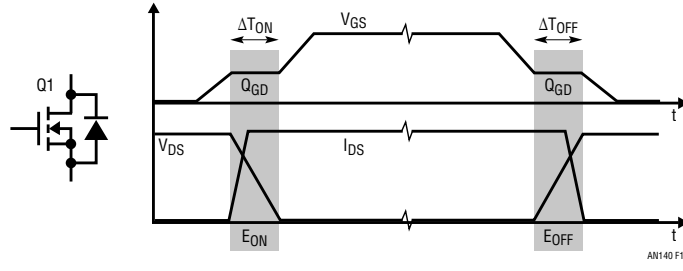 ΔTON
VGS
ΔTOFF
Q1
QGD
QGD
t
VDS
IDS
EON
EOFF
t
AN140 F1